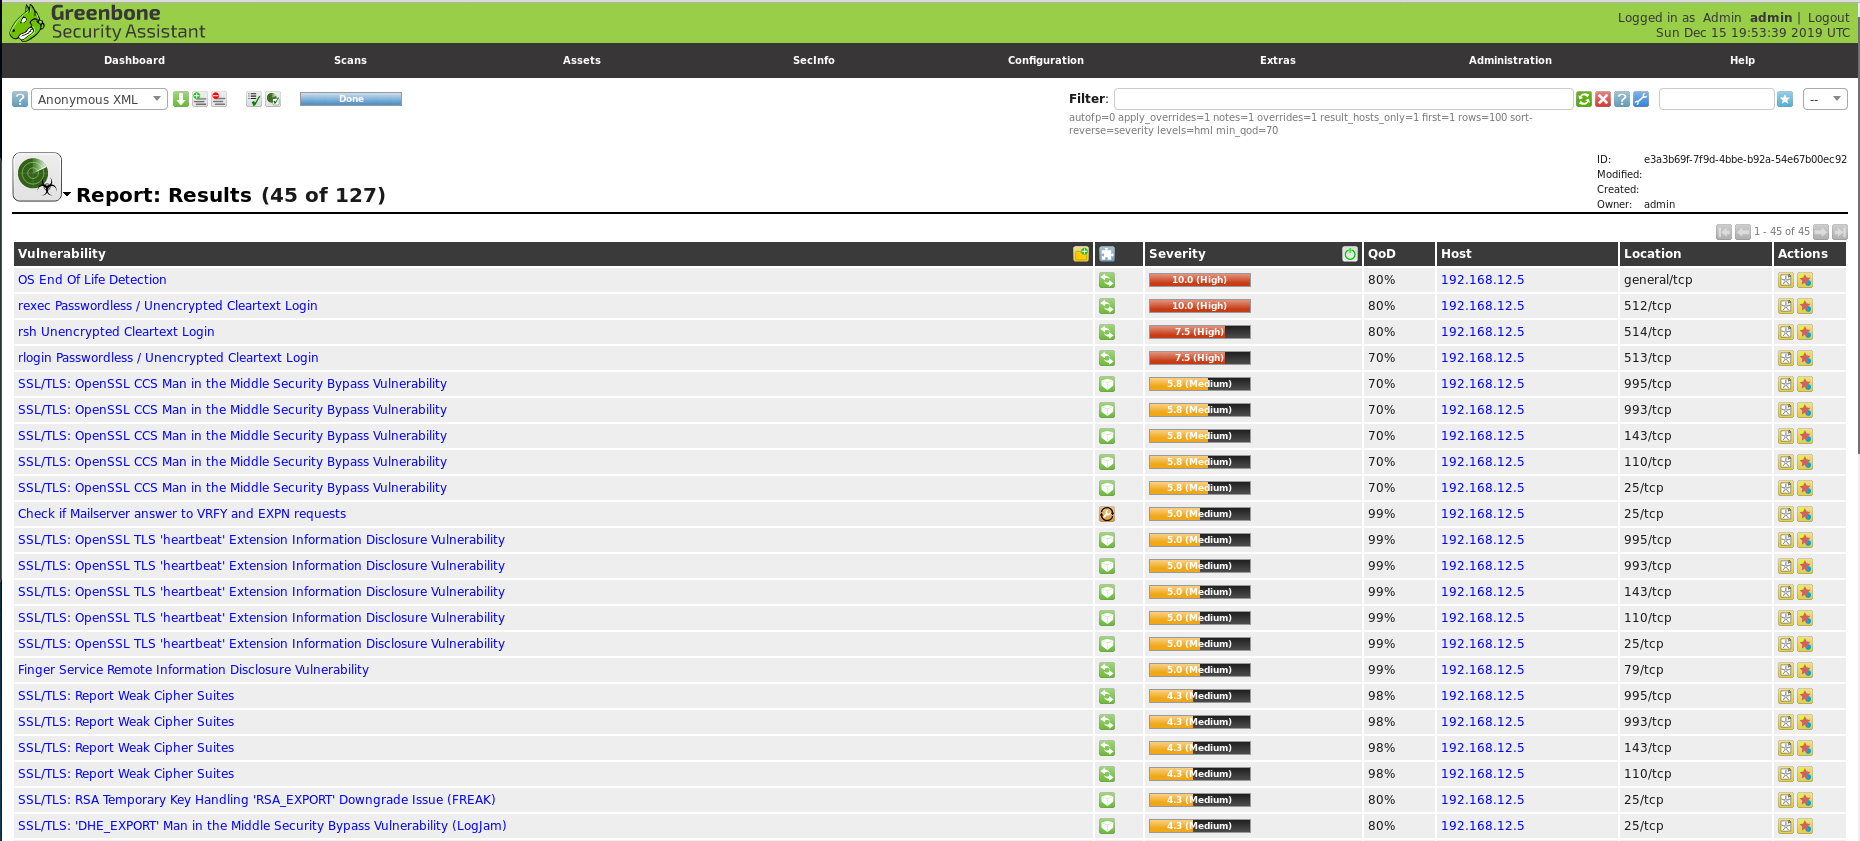 Greenbone
Security Assistant
Logged in as Admin admin | Logout
Sun Dec 15 19:53:39 2019 UTC
Dashboard Scans Assets SecInfo Configuration Extras Administration Help
? Anonymous XML Done Filter: ? --
autofp=0 apply_overrides=1 notes=1 overrides=1 result_hosts_only=1 first=1 rows=100 sort-
reverse=severity levels=hml min_qod=70
ID: e3a3b69f-7f9d-4bbe-b92a-54e67b00ec92
Modified:
Created:
Owner: admin
Report: Results (45 of 127)
1 - 45 of 45
Vulnerability Severity QoD Host Location Actions
OS End Of Life Detection 10.0 (High) 80% 192.168.12.5 general/tcp
rexec Passwordless / Unencrypted Cleartext Login 10.0 (High) 80% 192.168.12.5 512/tcp
rsh Unencrypted Cleartext Login 7.5 (High) 80% 192.168.12.5 514/tcp
rlogin Passwordless / Unencrypted Cleartext Login 7.5 (High) 70% 192.168.12.5 513/tcp
SSL/TLS: OpenSSL CCS Man in the Middle Security Bypass Vulnerability 5.8 (Medium) 70% 192.168.12.5 995/tcp
SSL/TLS: OpenSSL CCS Man in the Middle Security Bypass Vulnerability 5.8 (Medium) 70% 192.168.12.5 993/tcp
SSL/TLS: OpenSSL CCS Man in the Middle Security Bypass Vulnerability 5.8 (Medium) 70% 192.168.12.5 143/tcp
SSL/TLS: OpenSSL CCS Man in the Middle Security Bypass Vulnerability 5.8 (Medium) 70% 192.168.12.5 110/tcp
SSL/TLS: OpenSSL CCS Man in the Middle Security Bypass Vulnerability 5.8 (Medium) 70% 192.168.12.5 25/tcp
Check if Mailserver answer to VRFY and EXPN requests 5.0 (Medium) 99% 192.168.12.5 25/tcp
SSL/TLS: OpenSSL TLS 'heartbeat' Extension Information Disclosure Vulnerability 5.0 (Medium) 99% 192.168.12.5 995/tcp
SSL/TLS: OpenSSL TLS 'heartbeat' Extension Information Disclosure Vulnerability 5.0 (Medium) 99% 192.168.12.5 993/tcp
SSL/TLS: OpenSSL TLS 'heartbeat' Extension Information Disclosure Vulnerability 5.0 (Medium) 99% 192.168.12.5 143/tcp
SSL/TLS: OpenSSL TLS 'heartbeat' Extension Information Disclosure Vulnerability 5.0 (Medium) 99% 192.168.12.5 110/tcp
SSL/TLS: OpenSSL TLS 'heartbeat' Extension Information Disclosure Vulnerability 5.0 (Medium) 99% 192.168.12.5 25/tcp
Finger Service Remote Information Disclosure Vulnerability 5.0 (Medium) 99% 192.168.12.5 79/tcp
SSL/TLS: Report Weak Cipher Suites 4.3 (Medium) 98% 192.168.12.5 995/tcp
SSL/TLS: Report Weak Cipher Suites 4.3 (Medium) 98% 192.168.12.5 993/tcp
SSL/TLS: Report Weak Cipher Suites 4.3 (Medium) 98% 192.168.12.5 143/tcp
SSL/TLS: Report Weak Cipher Suites 4.3 (Medium) 98% 192.168.12.5 110/tcp
SSL/TLS: RSA Temporary Key Handling 'RSA_EXPORT' Downgrade Issue (FREAK) 4.3 (Medium) 80% 192.168.12.5 25/tcp
SSL/TLS: 'DHE_EXPORT' Man in the Middle Security Bypass Vulnerability (LogJam) 4.3 (Medium) 80% 192.168.12.5 25/tcp